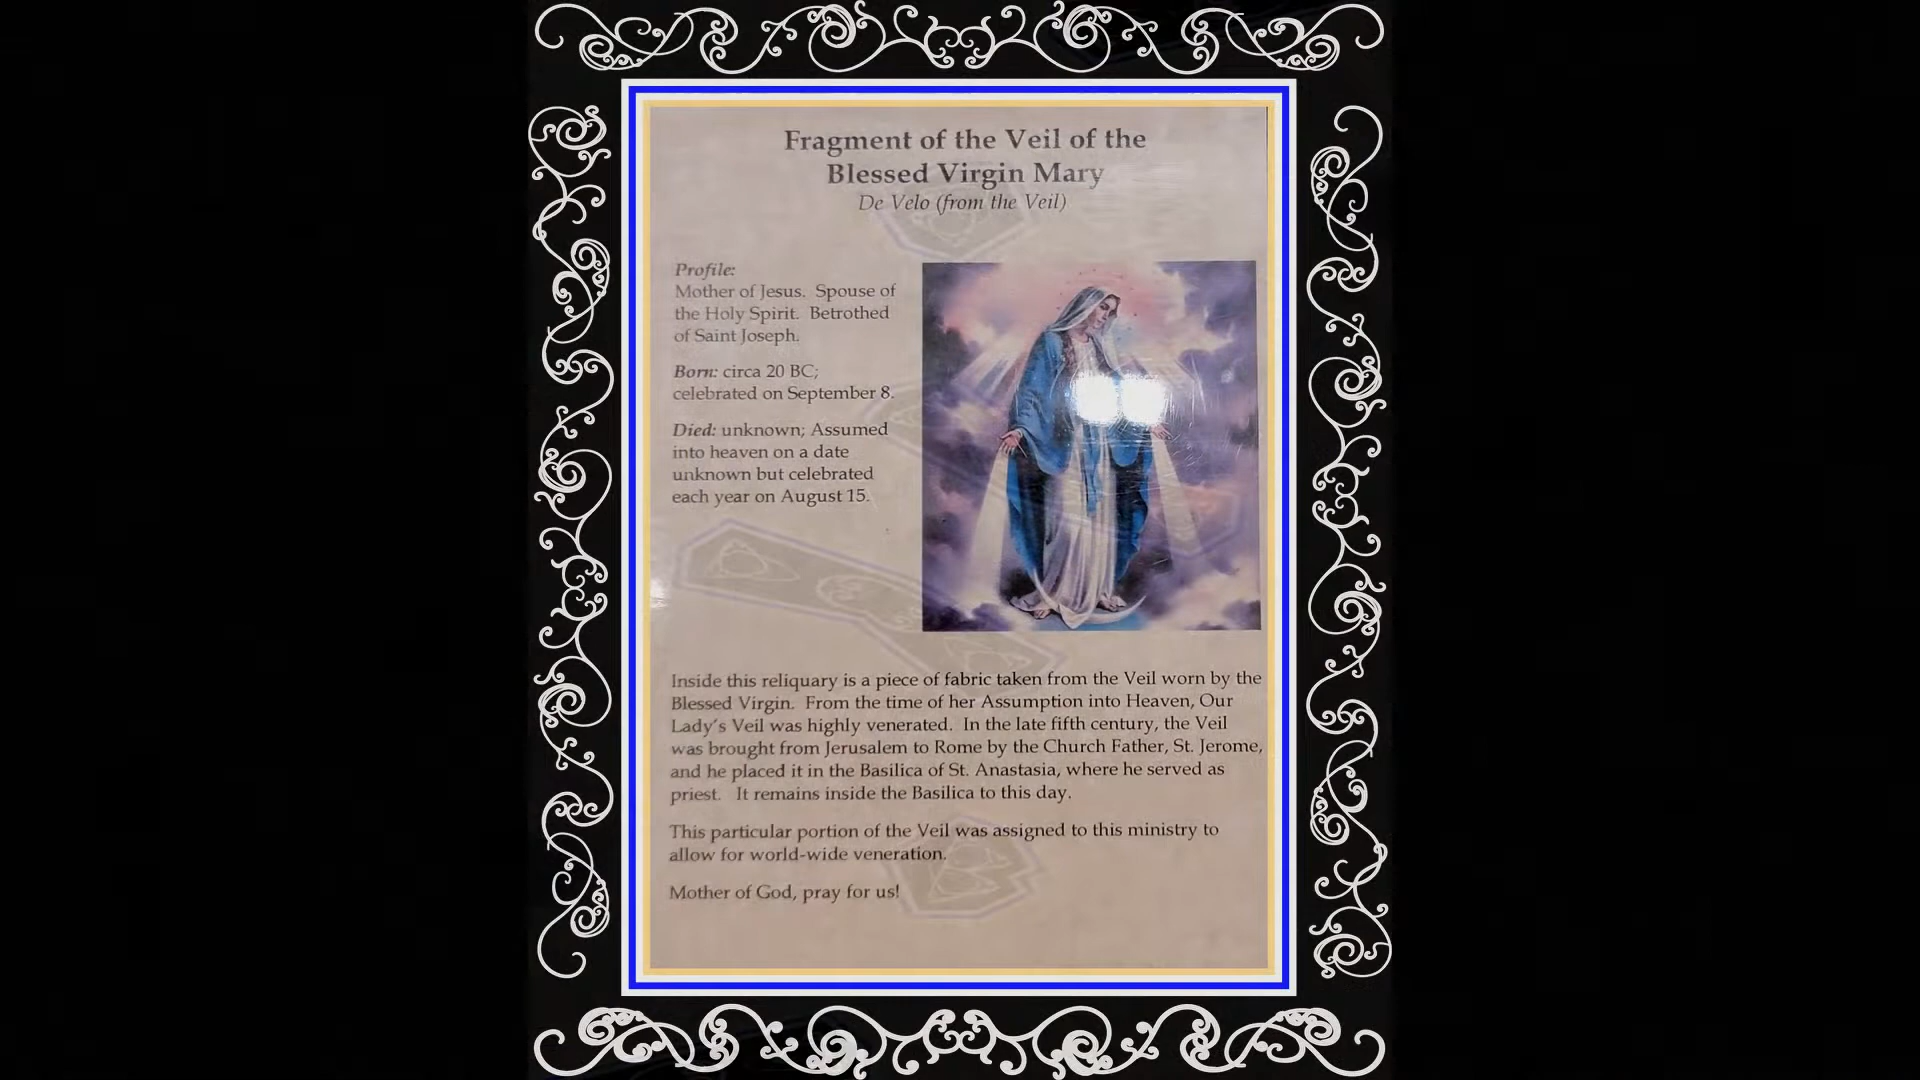 Fragment of the Veil of the
Blessed Virgin Mary
De Velo (from the Veil)
Profile:
Mother of Jesus. Spouse of
the Holy Spirit. Betrothed
of Saint Joseph.
Born: circa 20 BC;
celebrated on September 8.
Died: unknown; Assumed
into heaven on a date
unknown but celebrated
each year on August 15.
Inside this reliquary is a piece of fabric taken from the Veil worn by the
Blessed Virgin. From the time of her Assumption into Heaven, Our
Lady's Veil was highly venerated. In the late fifth century, the Veil
was brought from Jerusalem to Rome by the Church Father, St. Jerome,
and he placed it in the Basilica of St. Anastasia, where he served as
priest. It remains inside the Basilica to this day.
This particular portion of the Veil was assigned to this ministry to
allow for world-wide veneration.
Mother of God, pray for us!